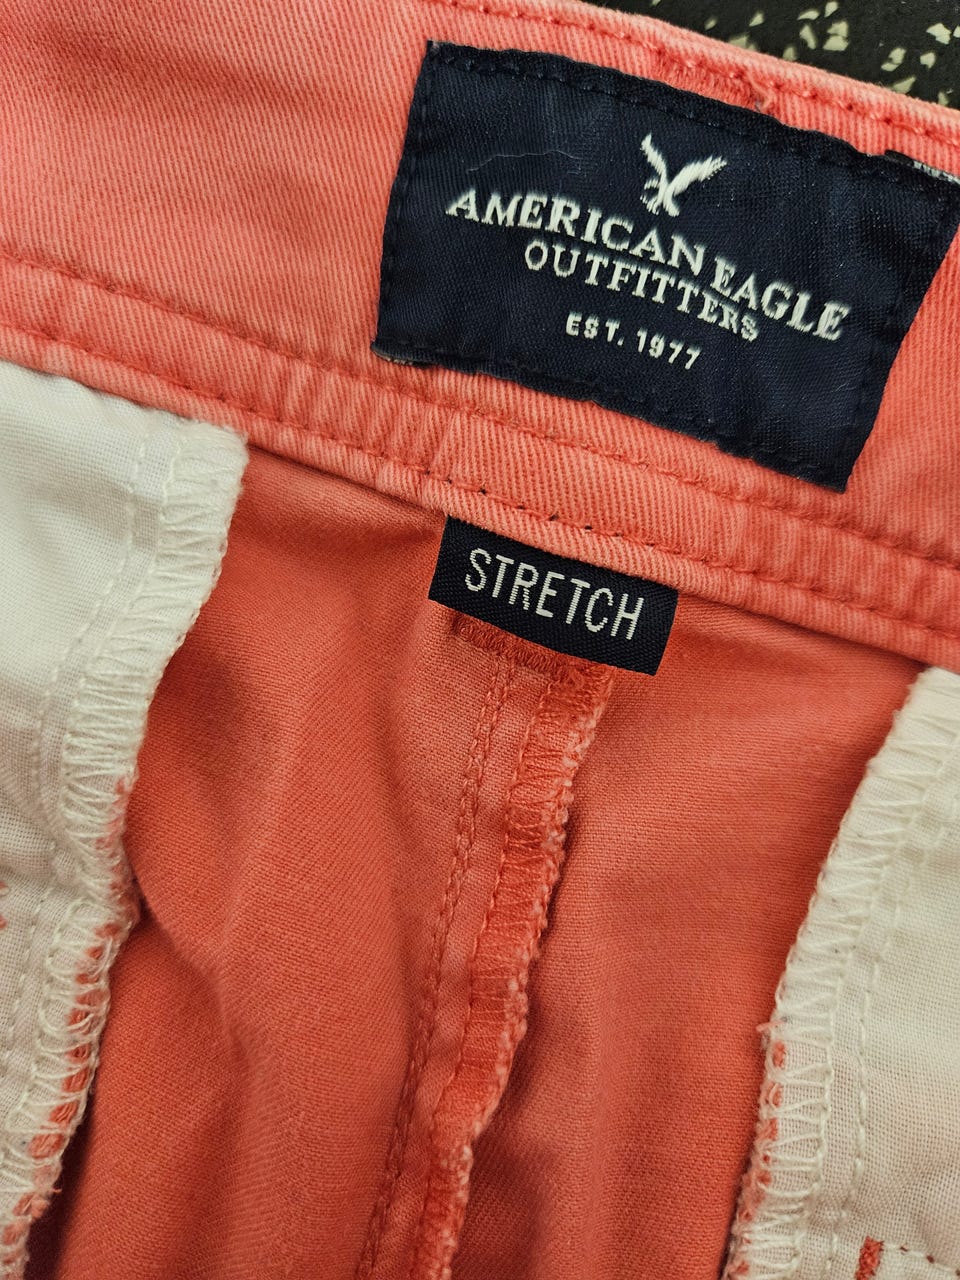 AMERICAN EAGLE
OUTFITTERS
EST. 1977
STRETCH